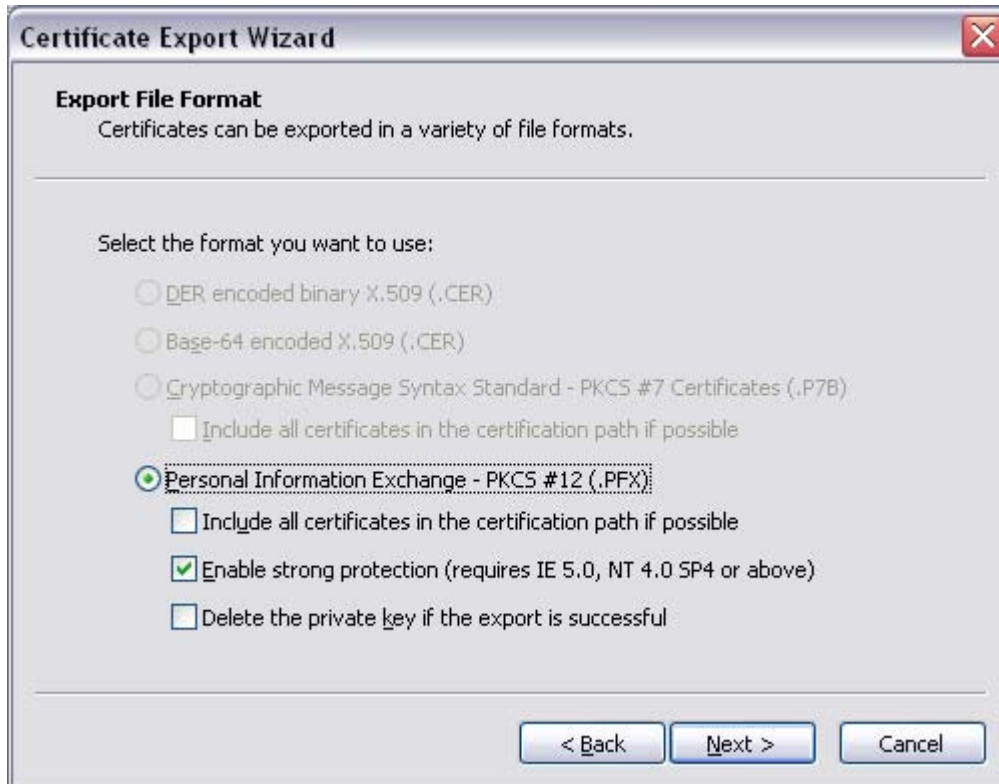 Certificate Export Wizard
Export File Format
Certificates can be exported in a variety of file formats.
Select the format you want to use:
DER encoded binary X.509 (.CER)
Base-64 encoded X.509 (.CER)
Cryptographic Message Syntax Standard - PKCS #7 Certificates (.P7B)
Include all certificates in the certification path if possible
Personal Information Exchange - PKCS #12 (.PFX)
Include all certificates in the certification path if possible
Enable strong protection (requires IE 5.0, NT 4.0 SP4 or above)
Delete the private key if the export is successful
< Back Next > Cancel